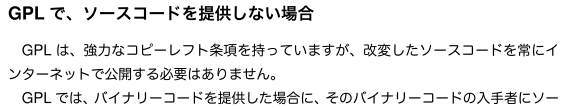 GPL で、ソースコードを提供しない場合
GPL は、強力なコピーレフト条項を持っていますが、改変したソースコードを常にイ
ンターネットで公開する必要はありません。
GPL では、バイナリーコードを提供した場合に、そのバイナリーコードの入手者にソー